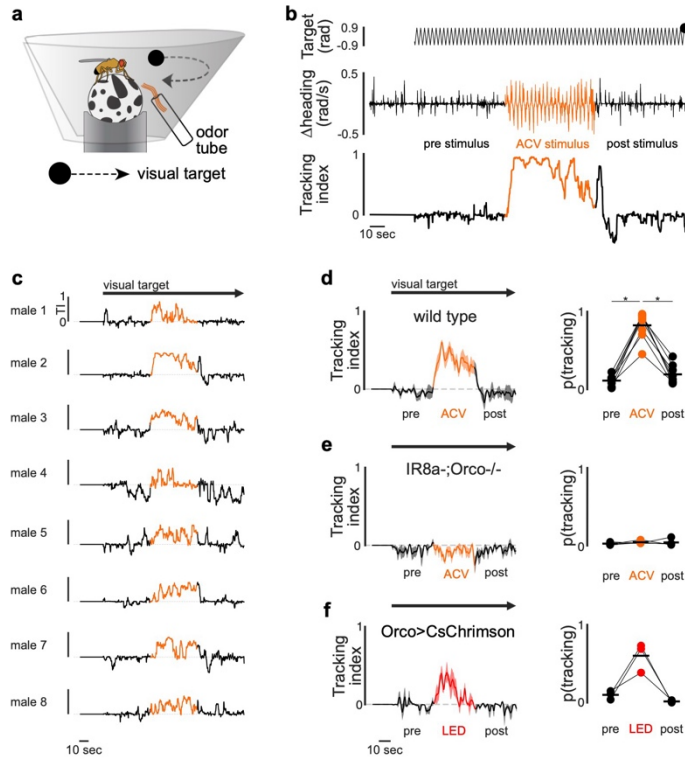 a
odor
tube
visual target
b
Target
(rad)
0.9
-0.9
Δheading
(rad/s)
0.5
-0.5
pre stimulus ACV stimulus post stimulus
Tracking
index
1
0
10 sec
c
visual target
TI
1
0
male 1
male 2
male 3
male 4
male 5
male 6
male 7
male 8
10 sec
d
visual target
wild type
Tracking
index
1
0
pre ACV post
* *
p(tracking)
1
0
pre ACV post
e
IR8a-;Orco-/-
Tracking
index
1
0
pre ACV post
p(tracking)
1
0
pre ACV post
f
Orco>CsChrimson
Tracking
index
1
0
pre LED post
10 sec
p(tracking)
1
0
pre LED post